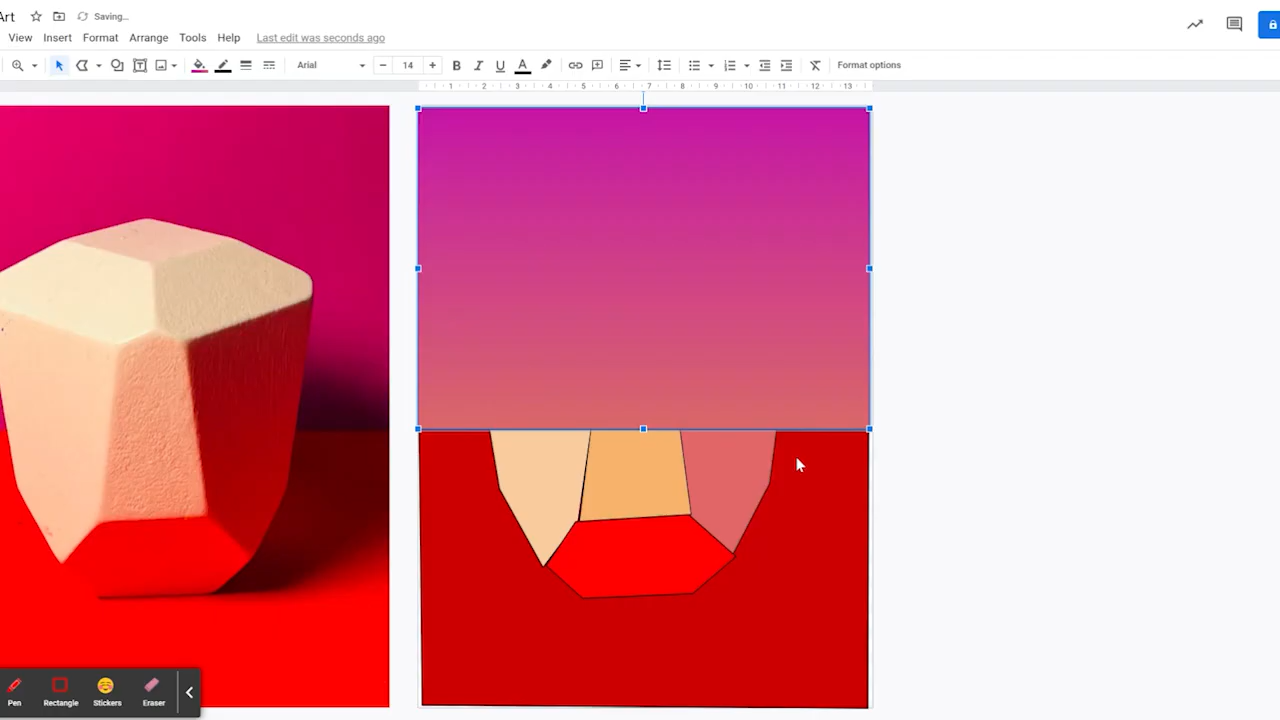 Art Saving…
View Insert Format Arrange Tools Help Last edit was seconds ago
Arial 14 B I U A Format options
1 2 3 4 5 6 7 8 9 10 11 12 13
Pen Rectangle Stickers Eraser